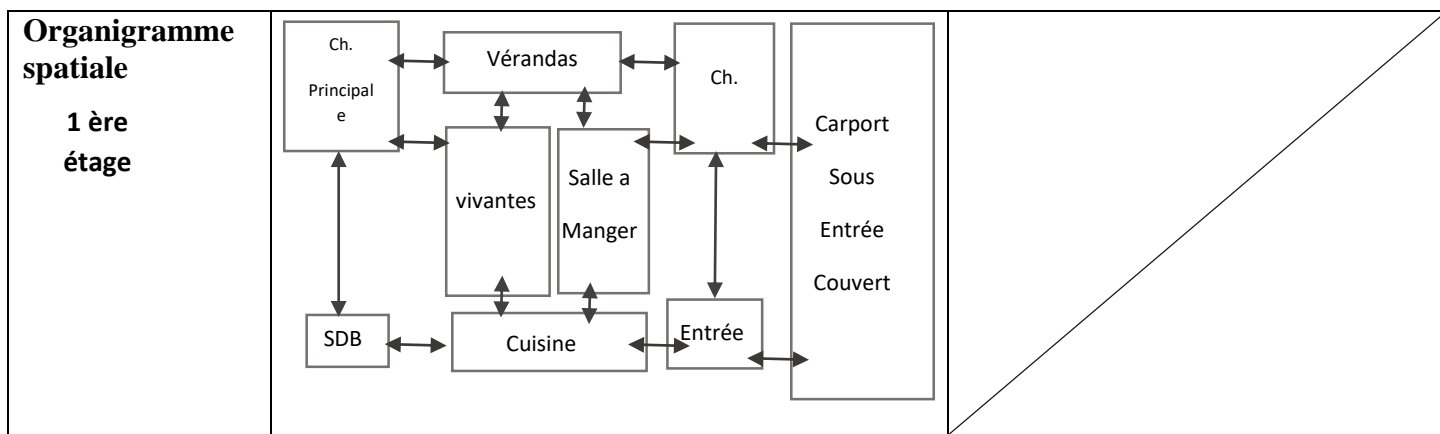 Organigramme
spatiale
1 ère
étage
Ch.
Principal
e
Vérandas
Ch.
vivantes
Salle a
Manger
Carport
Sous
Entrée
Couvert
SDB
Cuisine
Entrée